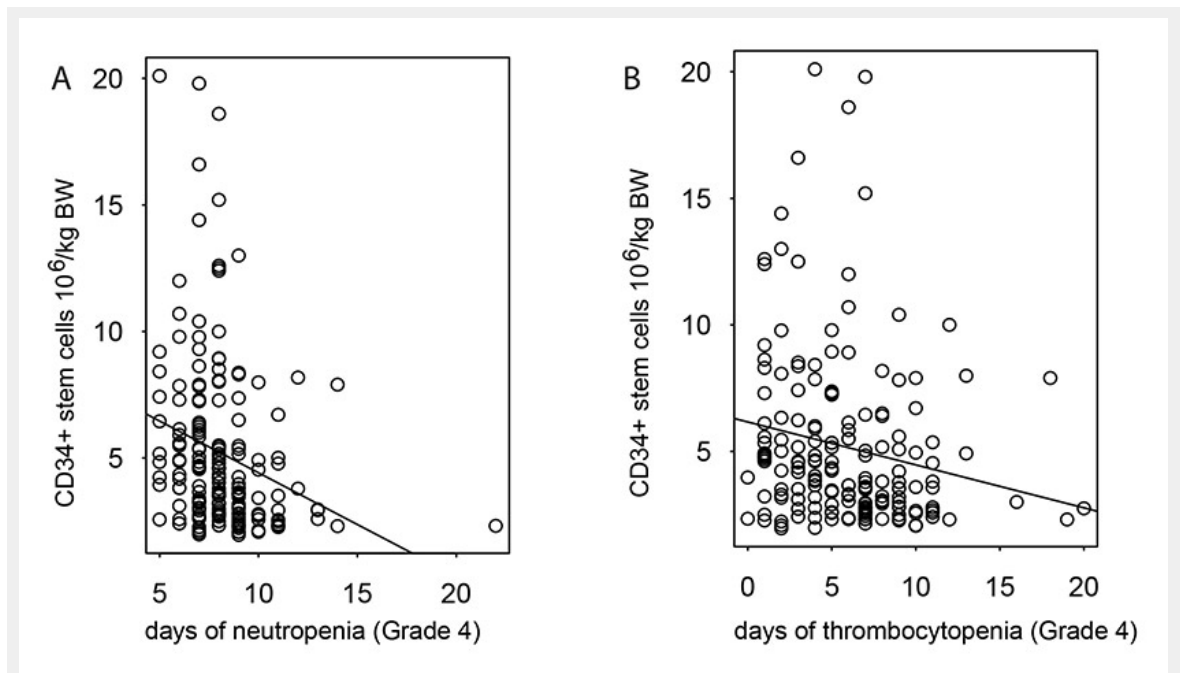 A
20
15
10
5
CD34+ stem cells 10⁶/kg BW
5 10 15 20
days of neutropenia (Grade 4)
B
20
15
10
5
CD34+ stem cells 10⁶/kg BW
0 5 10 15 20
days of thrombocytopenia (Grade 4)